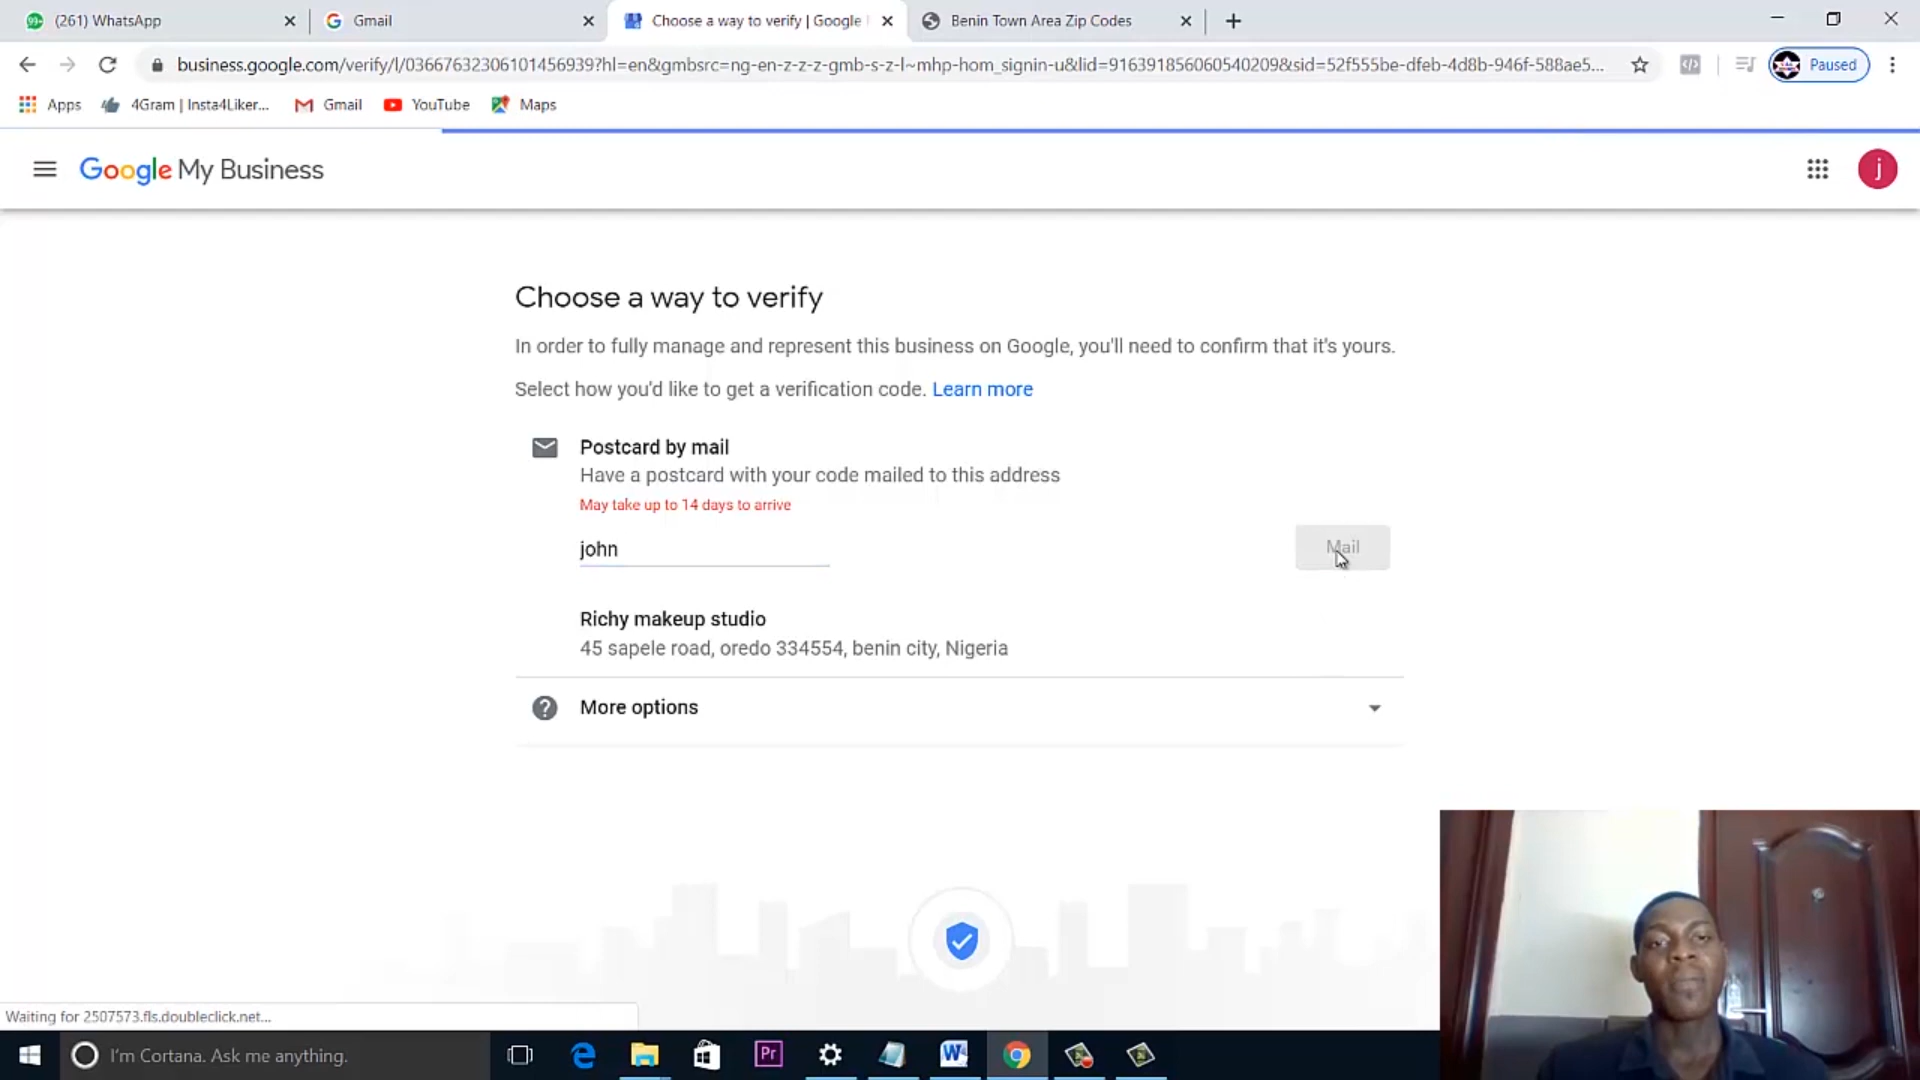 (261) WhatsApp
Gmail
Choose a way to verify | Google
Benin Town Area Zip Codes
business.google.com/verify/l/03667632306101456939?hl=en&gmbsrc=ng-en-z-z-z-gmb-s-z-l~mhp-hom_signin-u&lid=9163918560605402​09&sid=52f555be-dfeb-4d8b-946f-588ae5...
Paused
Apps
4Gram | Insta4Liker...
Gmail
YouTube
Maps
Google My Business
j
Choose a way to verify
In order to fully manage and represent this business on Google, you'll need to confirm that it's yours.
Select how you'd like to get a verification code. Learn more
Postcard by mail
Have a postcard with your code mailed to this address
May take up to 14 days to arrive
john
Mail
Richy makeup studio
45 sapele road, oredo 334554, benin city, Nigeria
More options
Waiting for 2507573.fls.doubleclick.net...
I'm Cortana. Ask me anything.
Pr